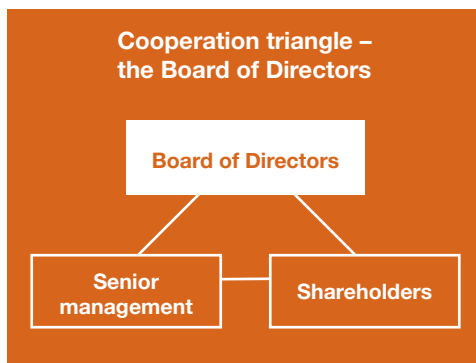 Cooperation triangle –
the Board of Directors
Board of Directors
Senior
management
Shareholders